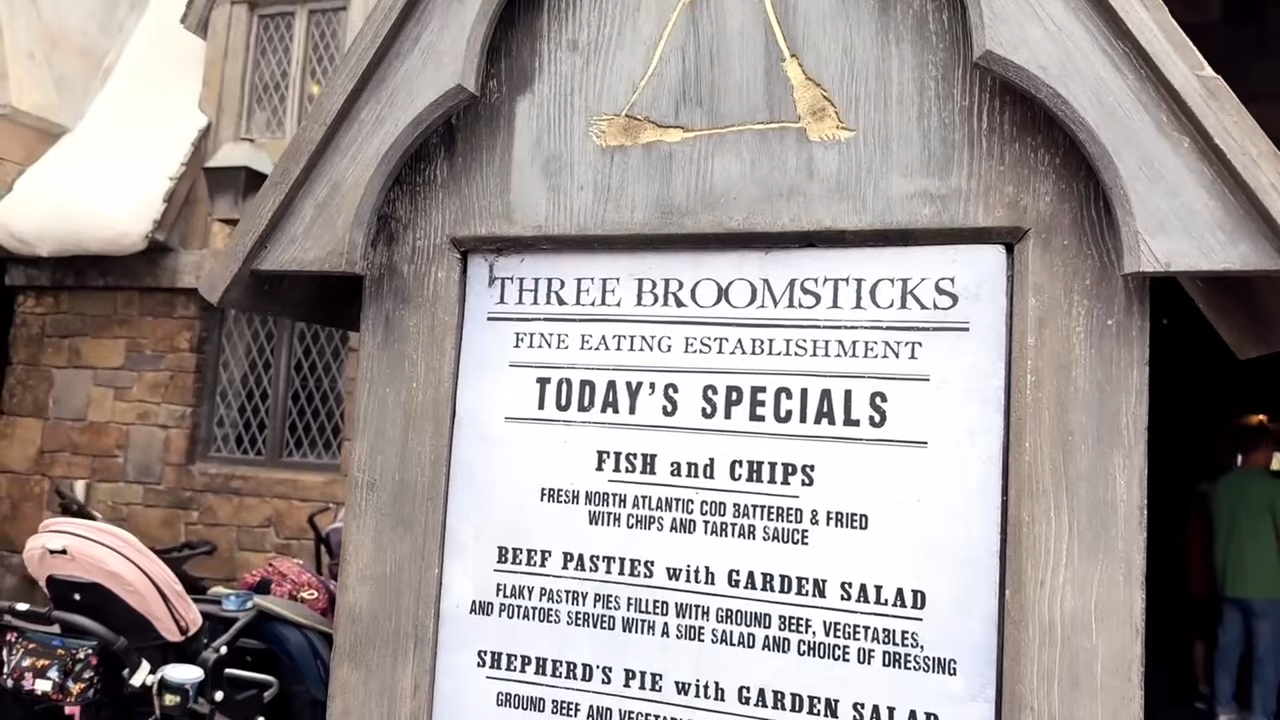 THREE BROOMSTICKS
FINE EATING ESTABLISHMENT
TODAY'S SPECIALS
FISH and CHIPS
FRESH NORTH ATLANTIC COD BATTERED & FRIED
WITH CHIPS AND TARTAR SAUCE
BEEF PASTIES with GARDEN SALAD
FLAKY PASTRY PIES FILLED WITH GROUND BEEF, VEGETABLES,
AND POTATOES SERVED WITH A SIDE SALAD AND CHOICE OF DRESSING
SHEPHERD'S PIE with GARDEN SALAD
GROUND BEEF AND